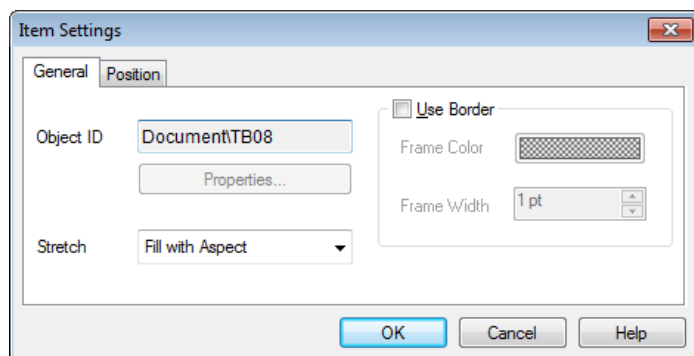 Item Settings
General Position
Use Border
Object ID Document\TB08
Frame Color
Properties...
Frame Width 1 pt
Stretch Fill with Aspect
OK Cancel Help